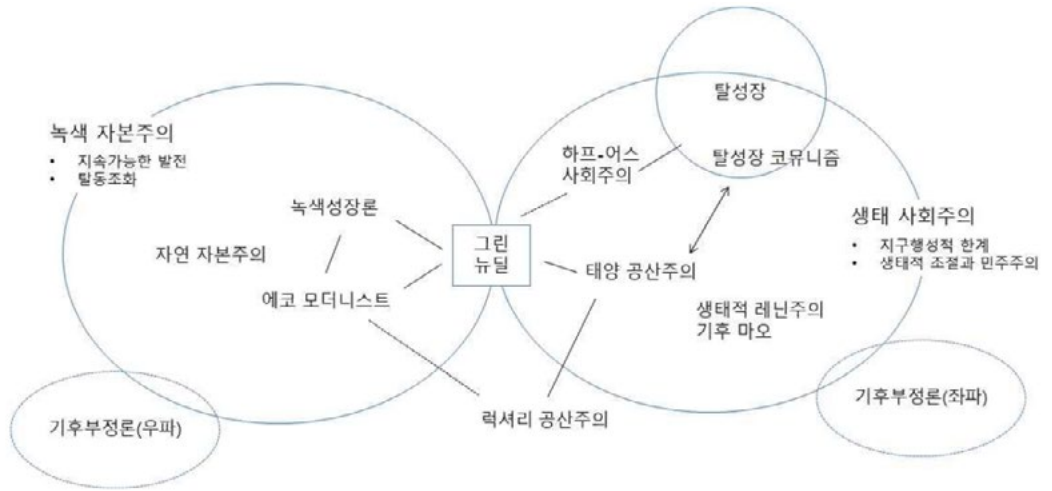 탈성장
녹색 자본주의
• 지속가능한 발전
• 탈동조화
하프-어스
사회주의
탈성장 코뮤니즘
녹색성장론
생태 사회주의
• 지구행성적 한계
• 생태적 조절과 민주주의
자연 자본주의
그린
뉴딜
태양 공산주의
에코 모더니스트
생태적 레닌주의
기후 마오
기후부정론(좌파)
럭셔리 공산주의
기후부정론(우파)